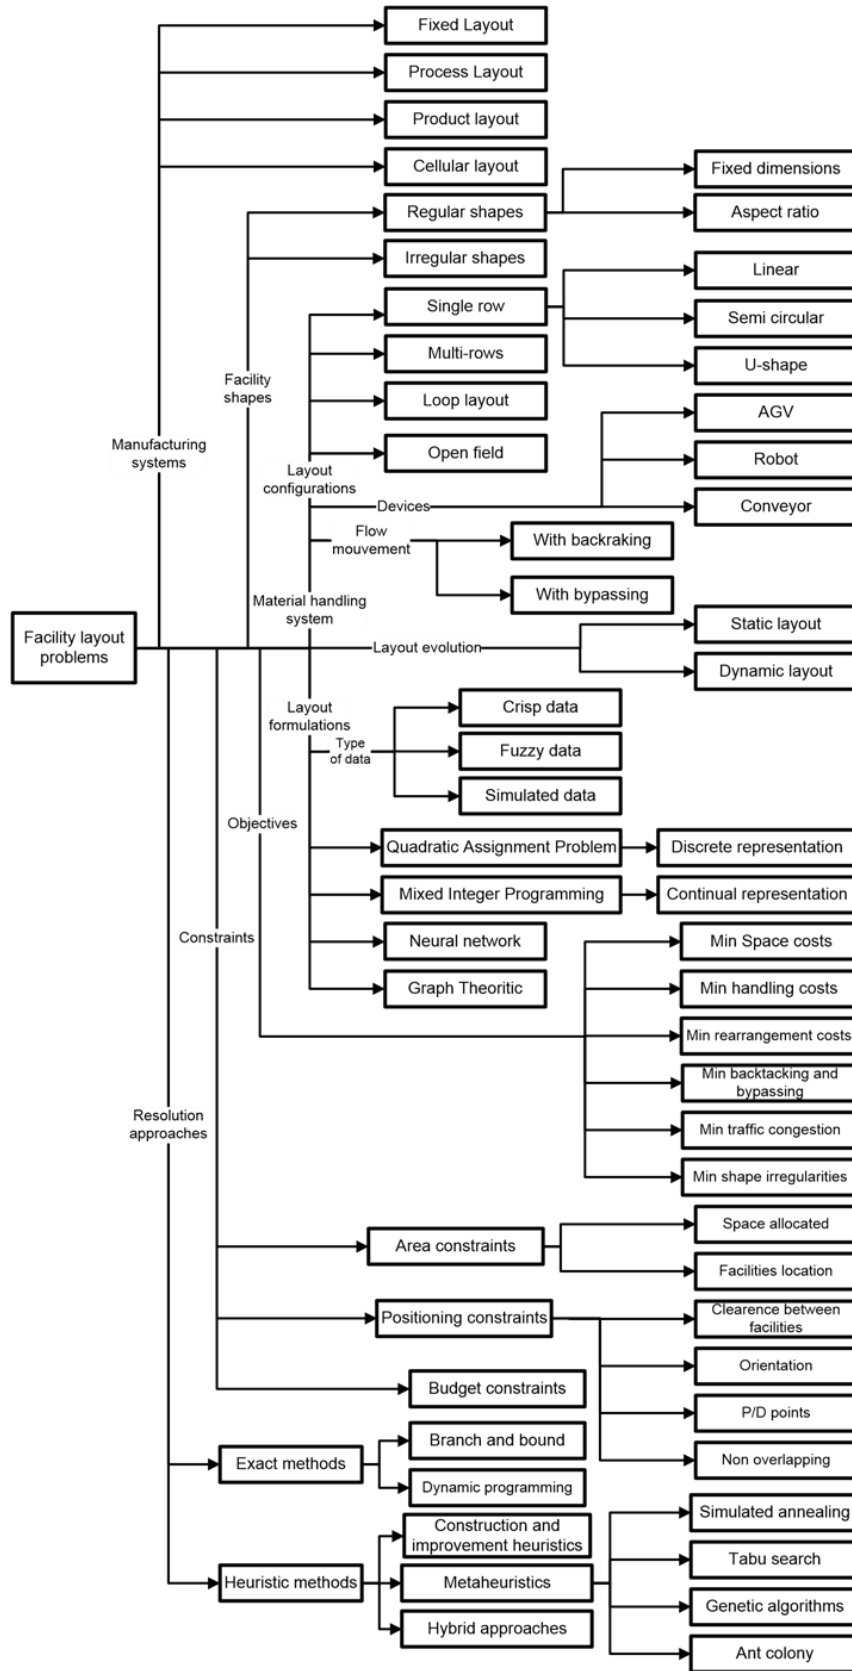 Fixed Layout
Process Layout
Product layout
Cellular layout
Fixed dimensions
Regular shapes
Aspect ratio
Irregular shapes
Linear
Single row
Semi circular
Multi-rows
U-shape
Facility
shapes
Loop layout
AGV
Manufacturing
systems
Open field
Robot
Layout
configurations
Devices
Conveyor
Flow
mouvement
With backraking
With bypassing
Material handling
system
Facility layout
problems
Static layout
Layout evolution
Dynamic layout
Layout
formulations
Crisp data
Type
of data
Fuzzy data
Simulated data
Objectives
Quadratic Assignment Problem
Discrete representation
Mixed Integer Programming
Continual representation
Constraints
Neural network
Min Space costs
Graph Theoritic
Min handling costs
Min rearrangement costs
Min backtacking and
bypassing
Resolution
approaches
Min traffic congestion
Min shape irregularities
Space allocated
Area constraints
Facilities location
Positioning constraints
Clearence between
facilities
Orientation
Budget constraints
P/D points
Branch and bound
Exact methods
Non overlapping
Dynamic programming
Simulated annealing
Construction and
improvement heuristics
Tabu search
Heuristic methods
Metaheuristics
Genetic algorithms
Hybrid approaches
Ant colony